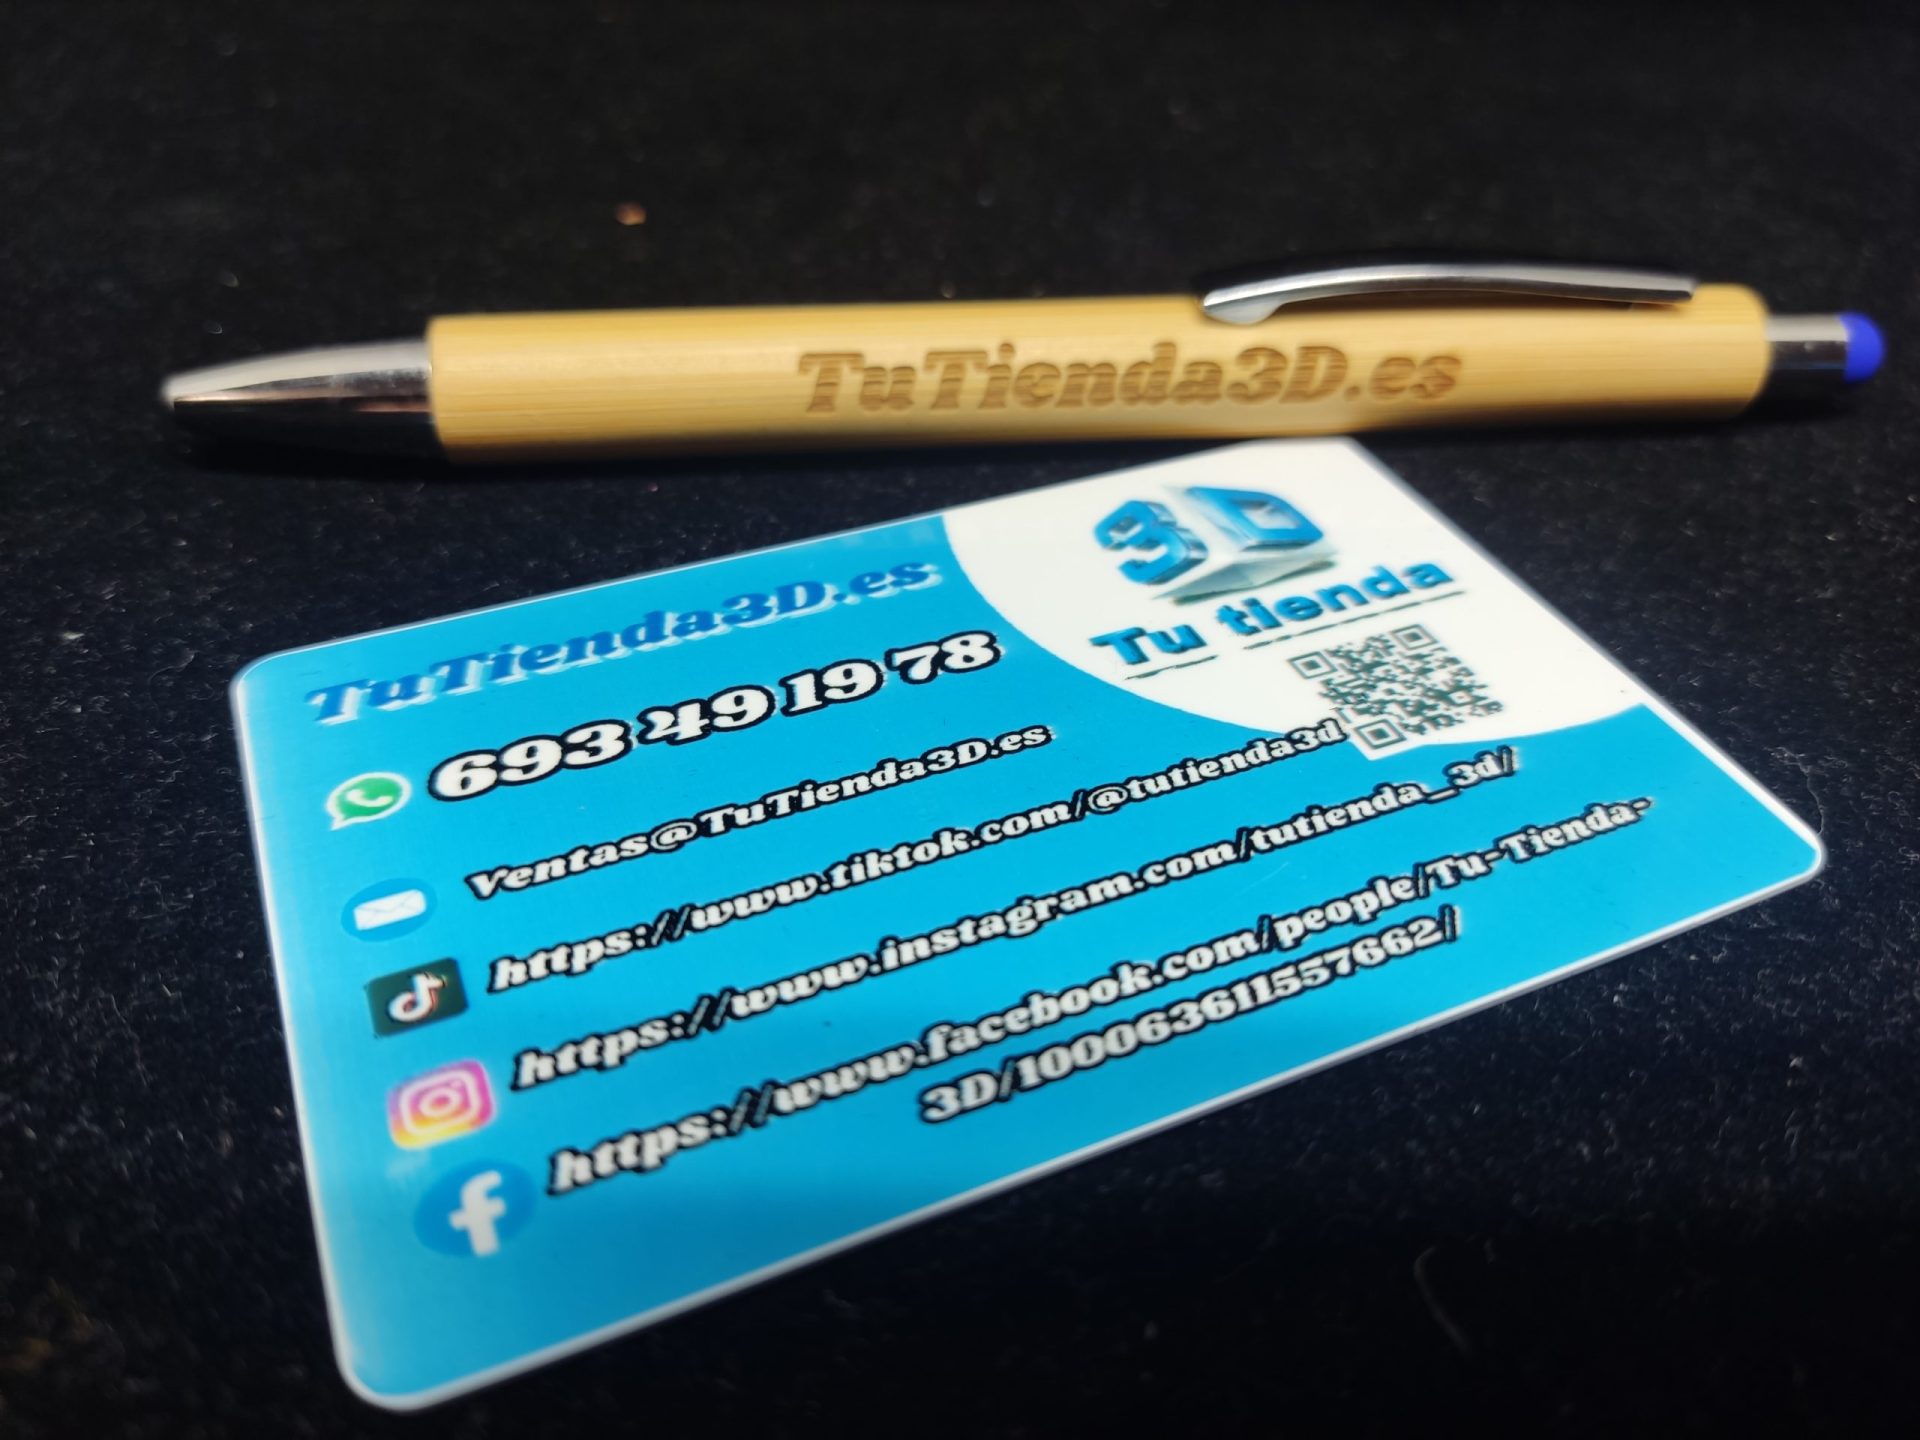 TuTienda3D.es
3D
Tu tienda
TuTienda3D.es
693 49 19 78
Ventas@TuTienda3D.es
https://www.tiktok.com/@tutienda3d
https://www.instagram.com/tutienda_3d/
https://www.facebook.com/people/Tu-Tienda-
3D/100063611557662/